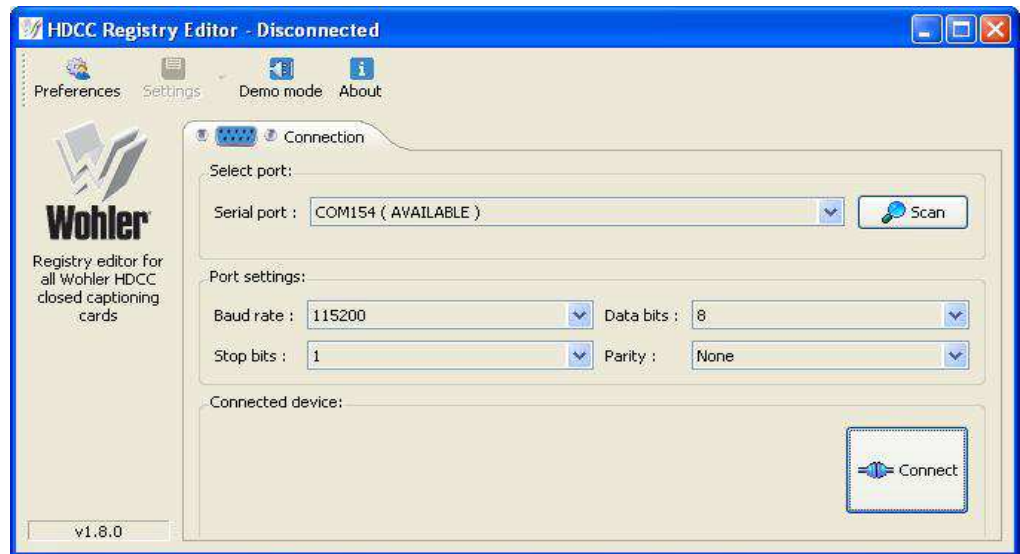 HDCC Registry Editor - Disconnected
Preferences Settings Demo mode About
Connection
Wohler
Registry editor for
all Wohler HDCC
closed captioning
cards
v1.8.0
Select port:
Serial port : COM154 ( AVAILABLE ) Scan
Port settings:
Baud rate : 115200 Data bits : 8
Stop bits : 1 Parity : None
Connected device:
Connect